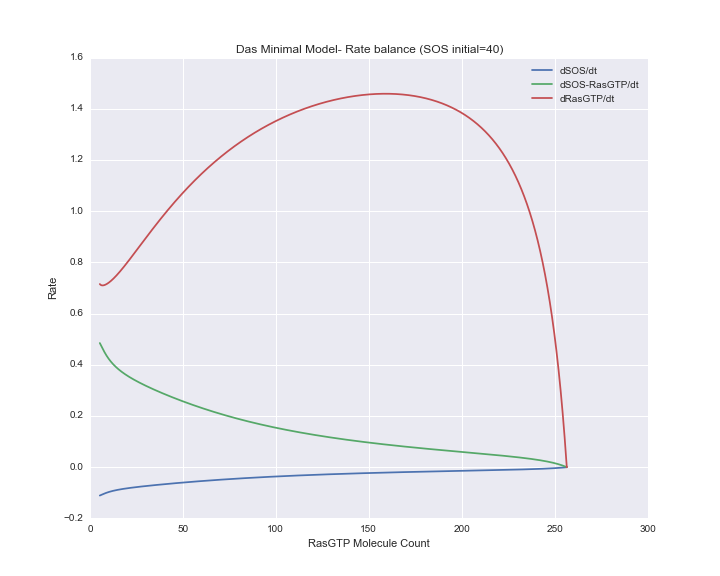 Das Minimal Model- Rate balance (SOS initial=40)
dSOS/dt
dSOS-RasGTP/dt
dRasGTP/dt
1.6
1.4
1.2
1.0
0.8
0.6
0.4
0.2
0.0
−0.2
Rate
0 50 100 150 200 250 300
RasGTP Molecule Count